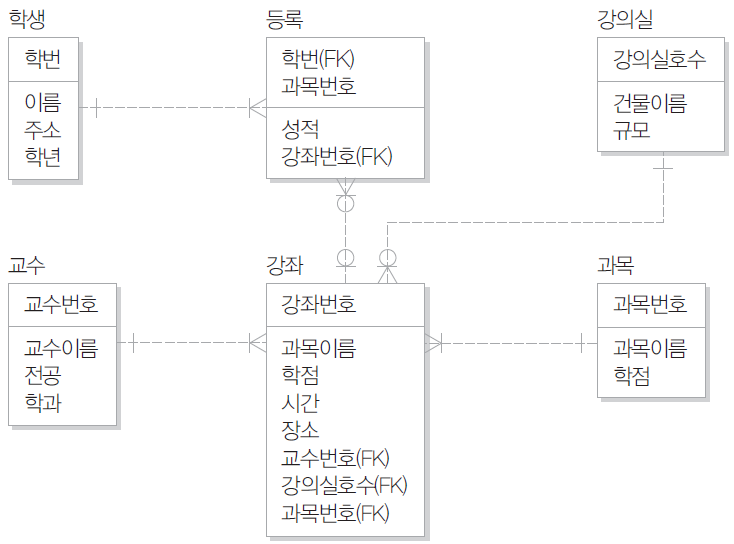 학생
학번
이름
주소
학년
등록
학번(FK)
과목번호
성적
강좌번호(FK)
강의실
강의실호수
건물이름
규모
교수
교수번호
교수이름
전공
학과
강좌
강좌번호
과목이름
학점
시간
장소
교수번호(FK)
강의실호수(FK)
과목번호(FK)
과목
과목번호
과목이름
학점